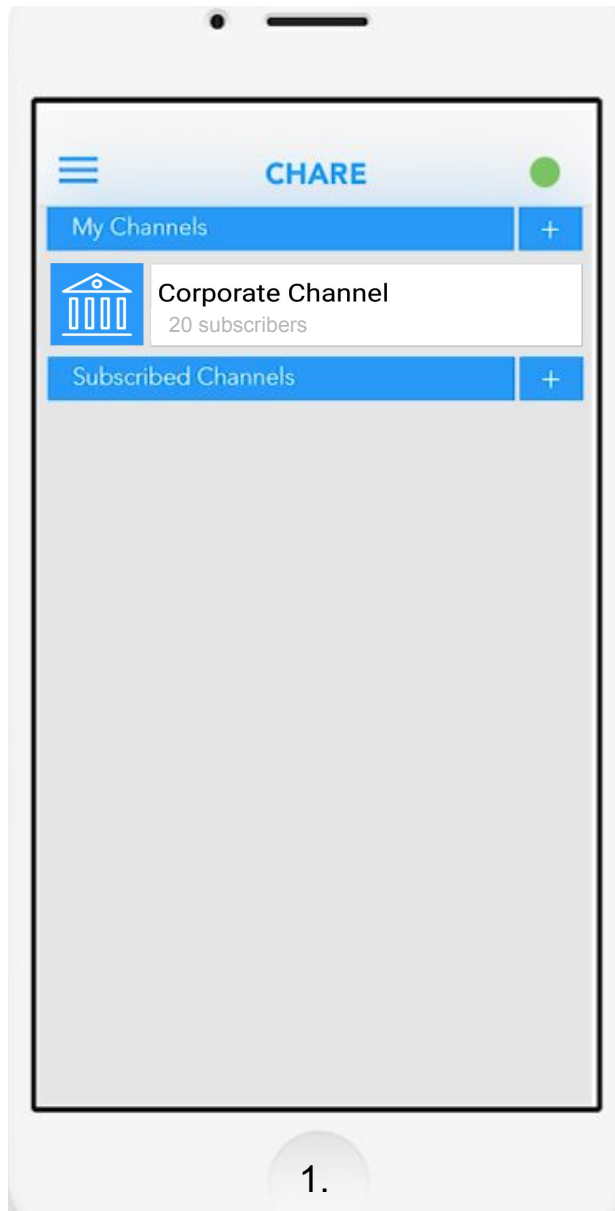 CHARE
My Channels +
Corporate Channel
20 subscribers
Subscribed Channels +
1.